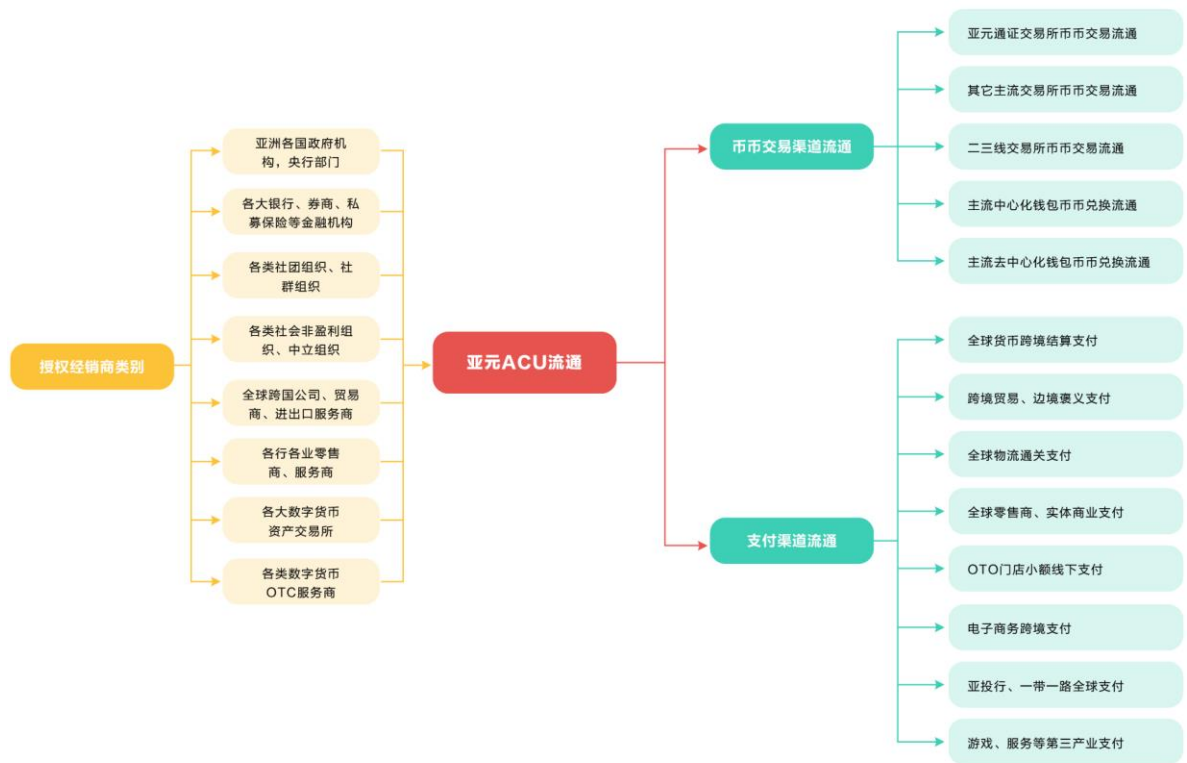 授权经销商类别
亚洲各国政府机
构，央行部门
各大银行、券商、私
募保险等金融机构
各类社团组织、社
群组织
各类社会非盈利组
织、中立组织
全球跨国公司、贸易
商、进出口服务商
各行各业零售
商、服务商
各大数字货币
资产交易所
各类数字货币
OTC服务商
亚元ACU流通
币币交易渠道流通
亚元通证交易所币币交易流通
其它主流交易所币币交易流通
二三线交易所币币交易流通
主流中心化钱包币币兑换流通
主流去中心化钱包币币兑换流通
支付渠道流通
全球货币跨境结算支付
跨境贸易、边境褒义支付
全球物流通关支付
全球零售商、实体商业支付
OTO门店小额线下支付
电子商务跨境支付
亚投行、一带一路全球支付
游戏、服务等第三产业支付